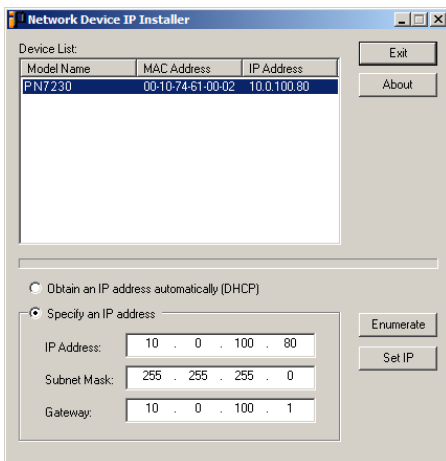 Network Device IP Installer
Device List:
Exit
Model Name MAC Address IP Address
PN7230 00-10-74-61-00-02 10.0.100.80
About
Obtain an IP address automatically (DHCP)
Specify an IP address
Enumerate
IP Address: 10 . 0 . 100 . 80
Set IP
Subnet Mask: 255 . 255 . 255 . 0
Gateway: 10 . 0 . 100 . 1